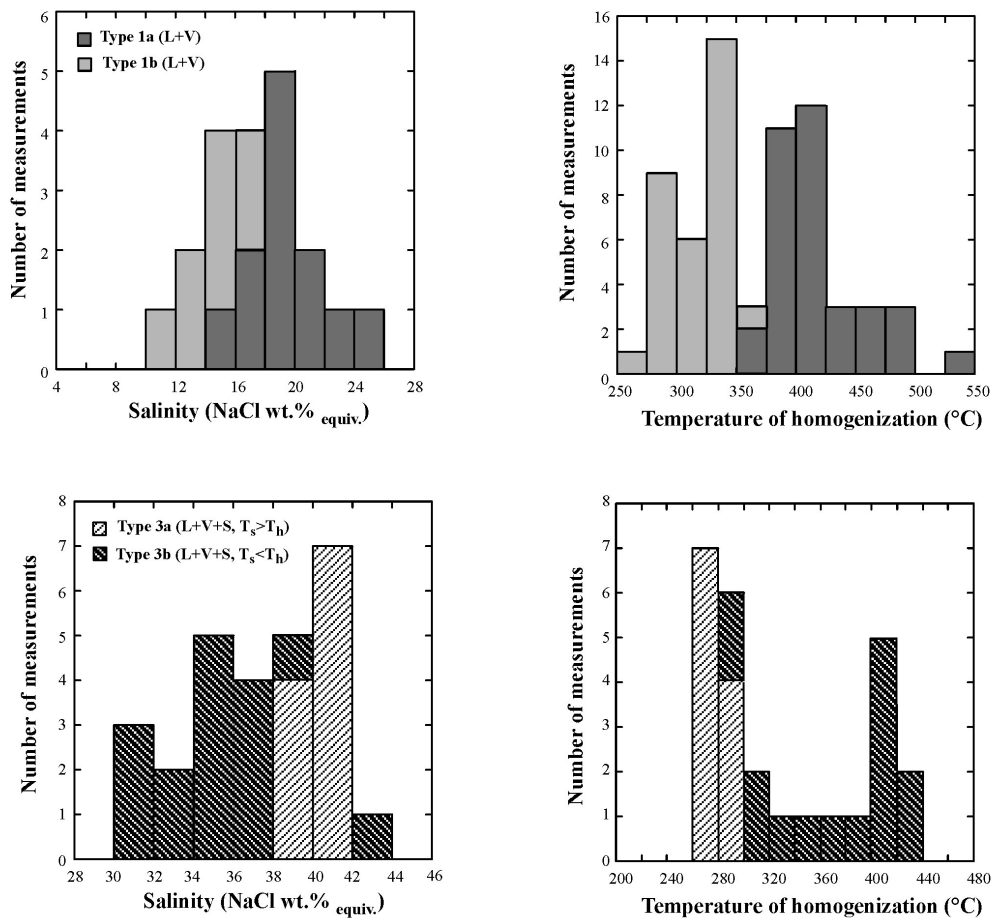 6
5
4
3
2
1
0
Number of measurements
Type 1a (L+V)
Type 1b (L+V)
4 8 12 16 20 24 28
Salinity (NaCl wt.% equiv.)
16
14
12
10
8
6
4
2
0
Number of measurements
250 300 350 400 450 500 550
Temperature of homogenization (°C)
8
7
6
5
4
3
2
1
0
Number of measurements
Type 3a (L+V+S, Ts>Th)
Type 3b (L+V+S, Ts<Th)
28 30 32 34 36 38 40 42 44 46
Salinity (NaCl wt.% equiv.)
8
7
6
5
4
3
2
1
0
Number of measurements
200 240 280 320 360 400 440 480
Temperature of homogenization (°C)